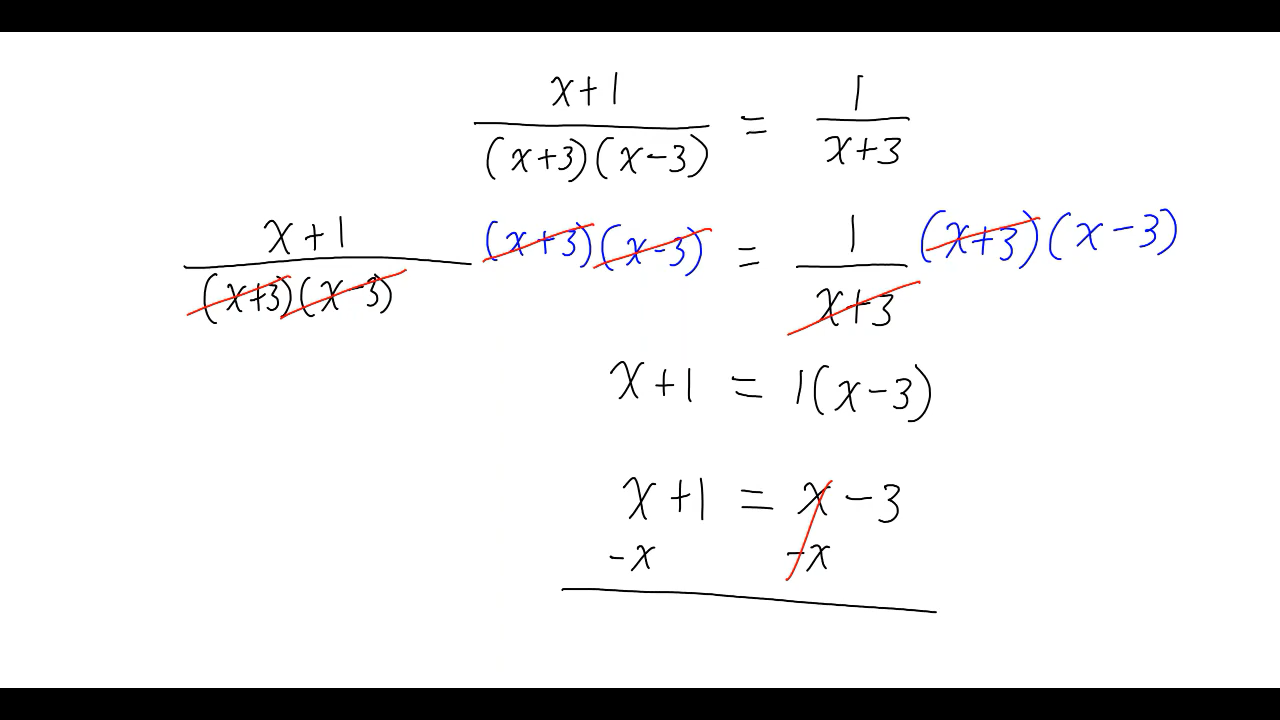 x+1 / (x+3)(x-3) = 1 / x+3
x+1 / (x+3)(x-3) (x+3)(x-3) = 1 / x+3 (x+3)(x-3)
x+1 = 1(x-3)
x+1 = x-3
-x -x